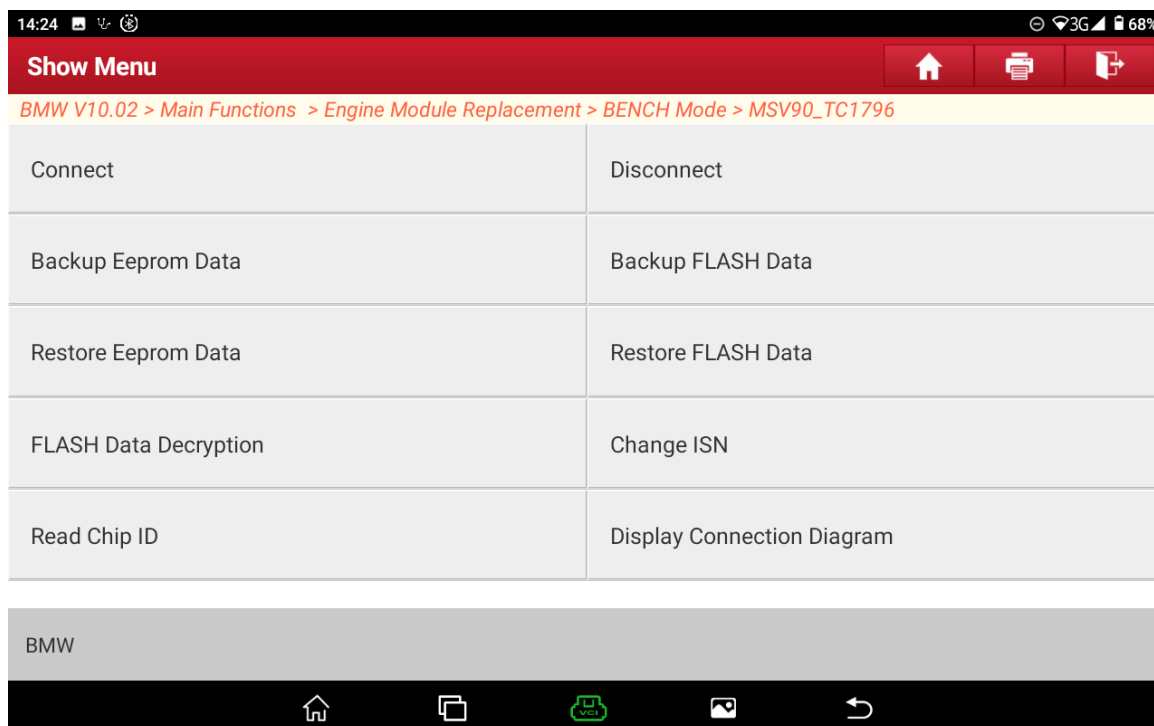 14:24 3G 68%
Show Menu
BMW V10.02 > Main Functions > Engine Module Replacement > BENCH Mode > MSV90_TC1796
Connect Disconnect
Backup Eeprom Data Backup FLASH Data
Restore Eeprom Data Restore FLASH Data
FLASH Data Decryption Change ISN
Read Chip ID Display Connection Diagram
BMW
VCI